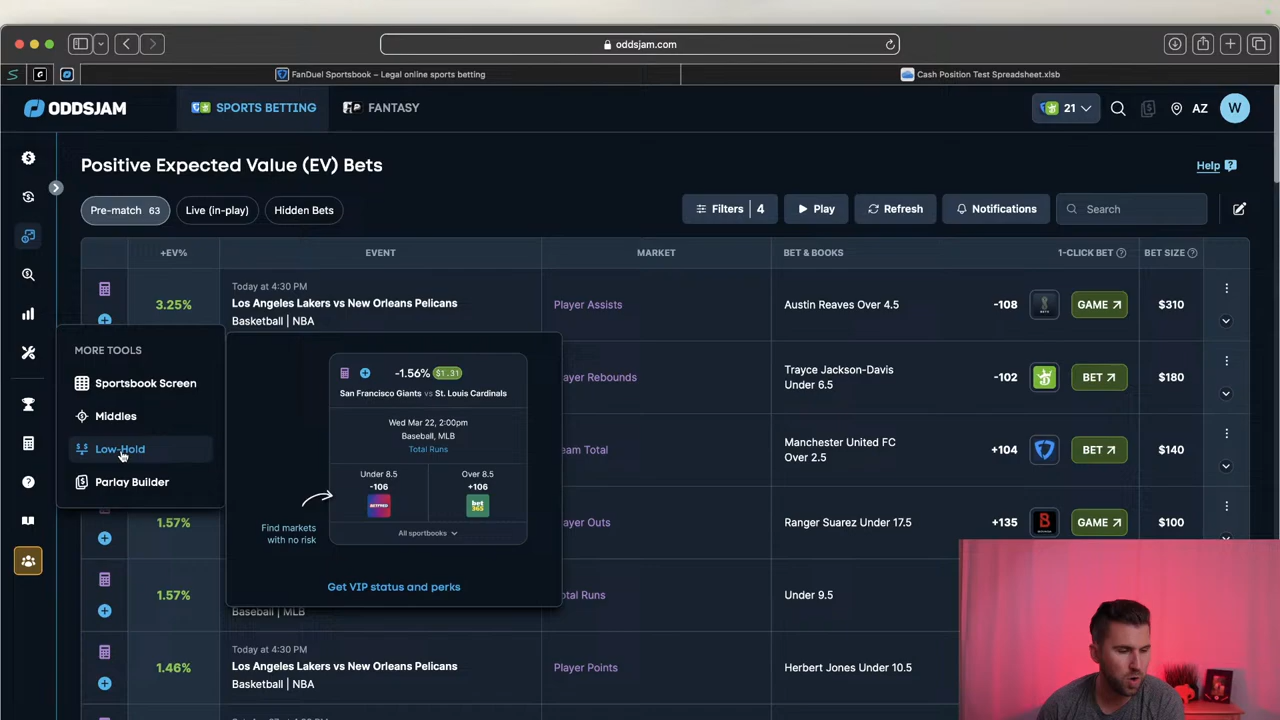 oddsjam.com
FanDuel Sportsbook – Legal online sports betting
Cash Position Test Spreadsheet.xlsb
ODDSJAM
SPORTS BETTING
FANTASY
21
AZ
W
Positive Expected Value (EV) Bets
Help
Pre-match 63
Live (in-play)
Hidden Bets
Filters 4
Play
Refresh
Notifications
Search
+EV%
EVENT
MARKET
BET & BOOKS
1-CLICK BET
BET SIZE
3.25%
Today at 4:30 PM
Los Angeles Lakers vs New Orleans Pelicans
Basketball | NBA
Player Assists
Austin Reaves Over 4.5
-108
GAME
$310
MORE TOOLS
Sportsbook Screen
Middles
Low-Hold
Parlay Builder
-1.56% $1.31
San Francisco Giants vs St. Louis Cardinals
Wed Mar 22, 2:00pm
Baseball, MLB
Total Runs
Under 8.5
-106
BETFRED
Over 8.5
+106
bet365
All sportbooks
Find markets
with no risk
Get VIP status and perks
ayer Rebounds
Trayce Jackson-Davis
Under 6.5
-102
BET
$180
eam Total
Manchester United FC
Over 2.5
+104
BET
$140
1.57%
ayer Outs
Ranger Suarez Under 17.5
+135
GAME
$100
1.57%
Baseball | MLB
otal Runs
Under 9.5
1.46%
Today at 4:30 PM
Los Angeles Lakers vs New Orleans Pelicans
Basketball | NBA
Player Points
Herbert Jones Under 10.5